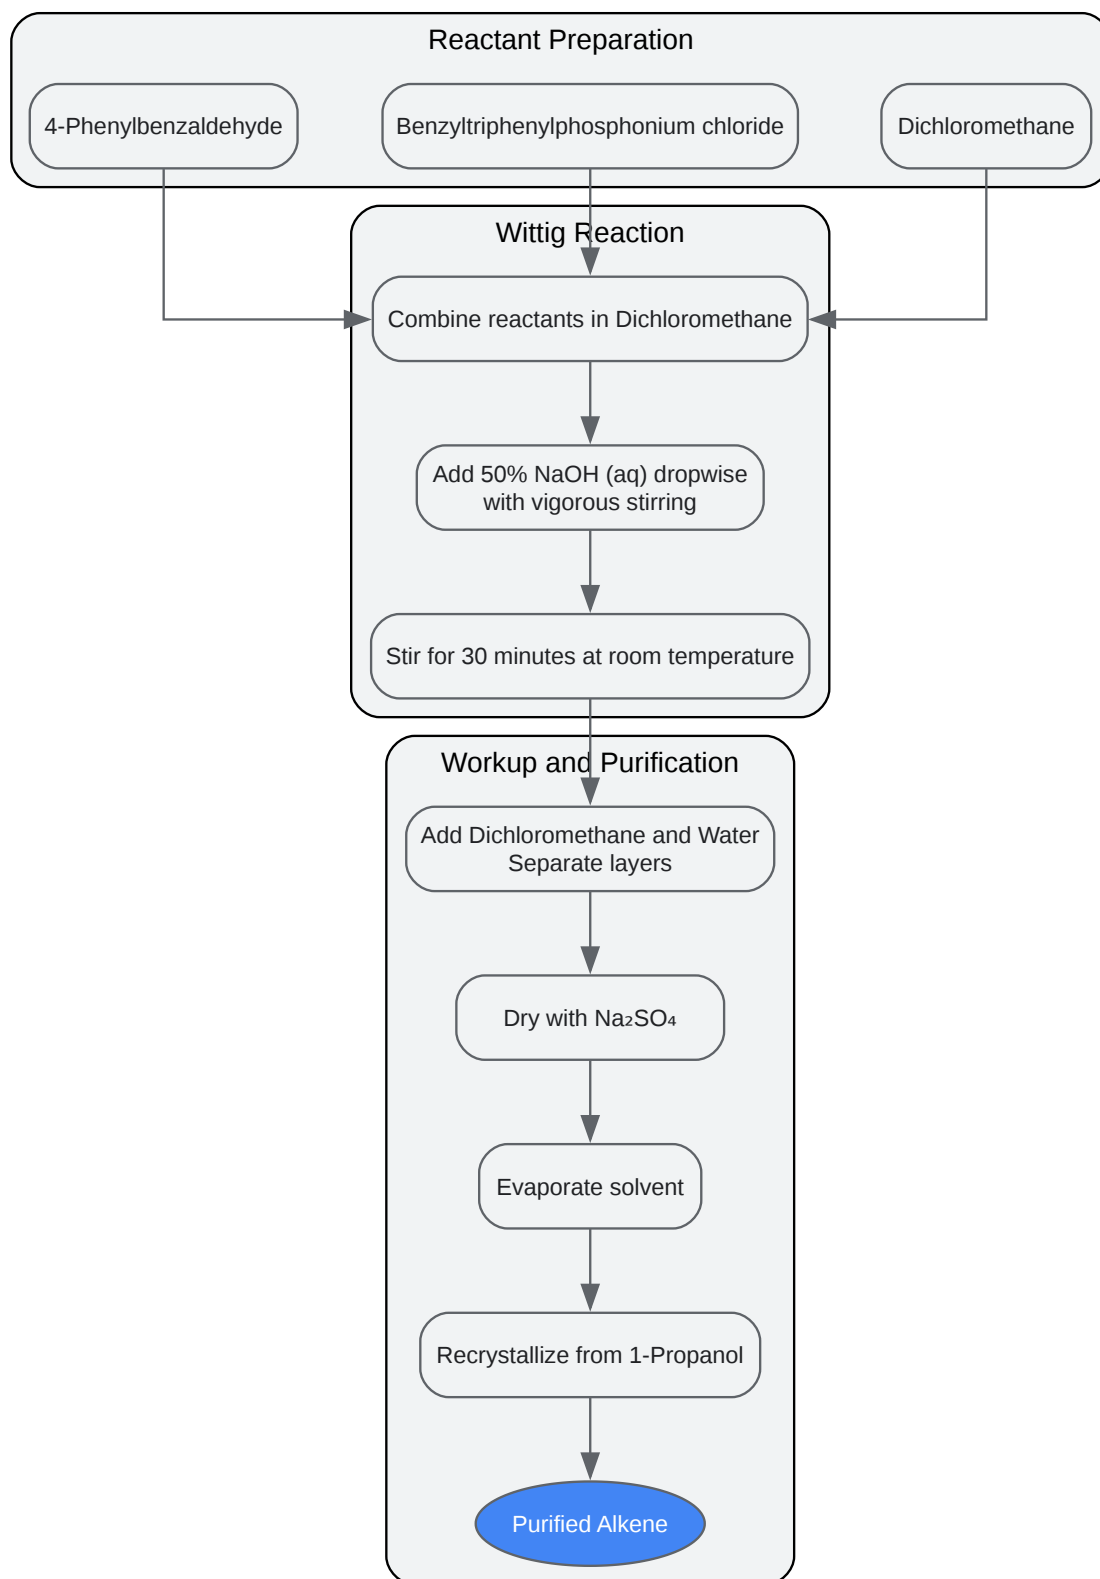 Reactant Preparation
4-Phenylbenzaldehyde
Benzyltriphenylphosphonium chloride
Dichloromethane
Wittig Reaction
Combine reactants in Dichloromethane
Add 50% NaOH (aq) dropwise
with vigorous stirring
Stir for 30 minutes at room temperature
Workup and Purification
Add Dichloromethane and Water
Separate layers
Dry with Na₂SO₄
Evaporate solvent
Recrystallize from 1-Propanol
Purified Alkene